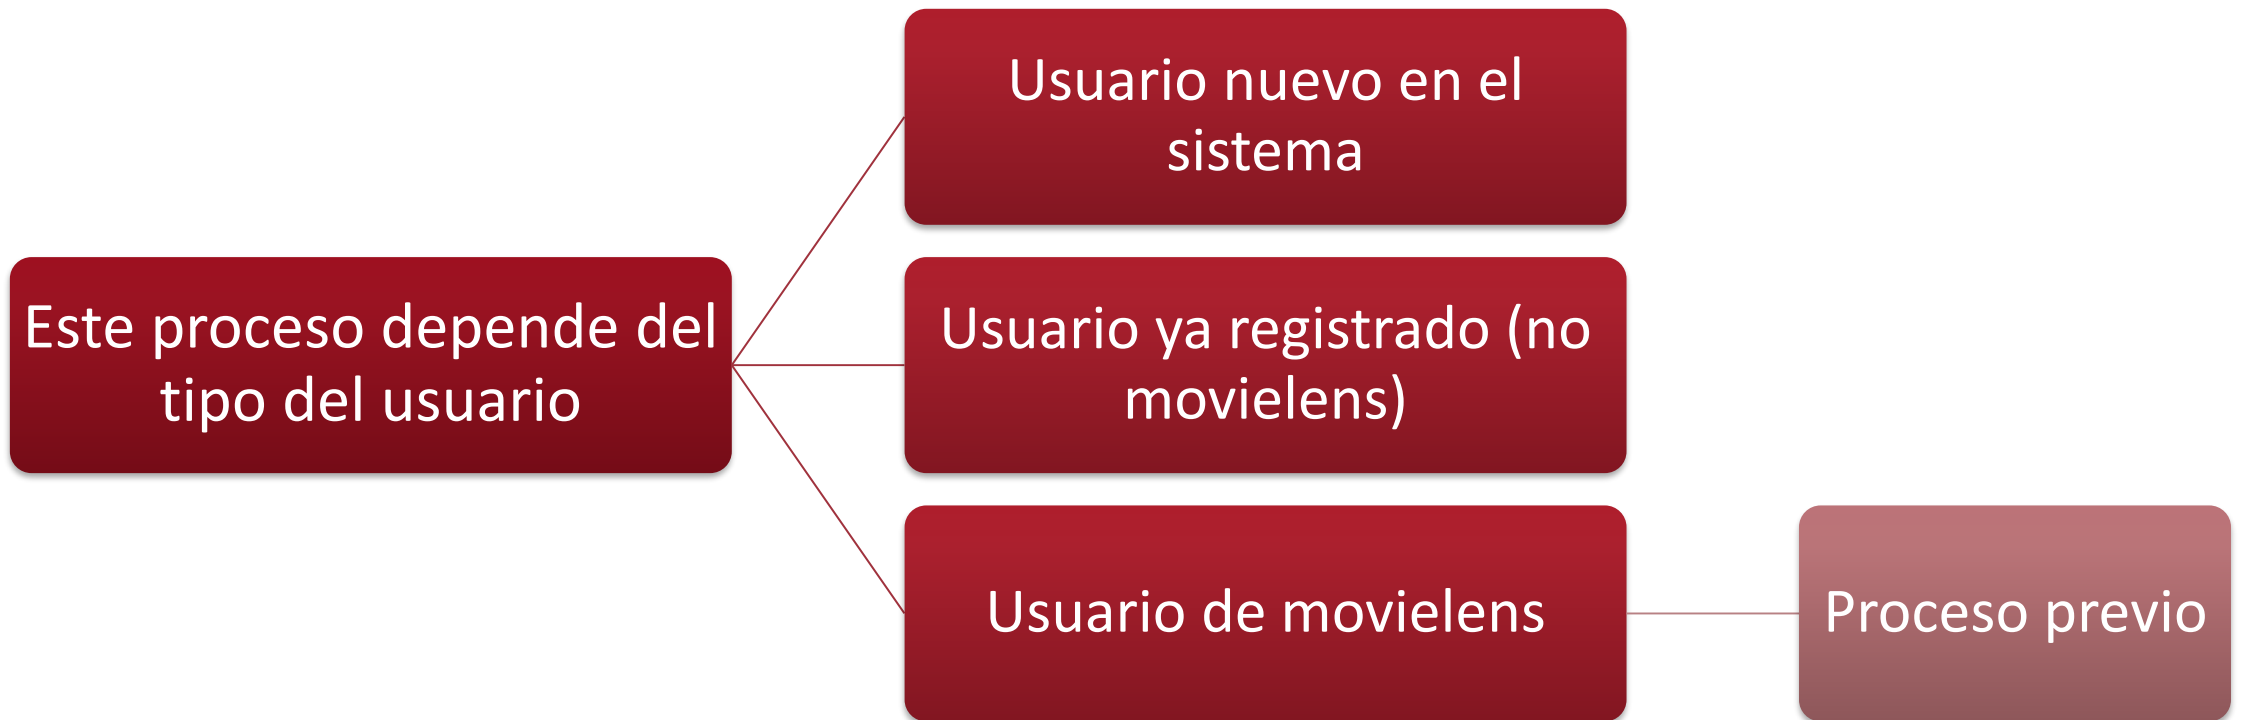 Usuario nuevo en el
sistema
Este proceso depende del
tipo del usuario
Usuario ya registrado (no
movielens)
Usuario de movielens
Proceso previo